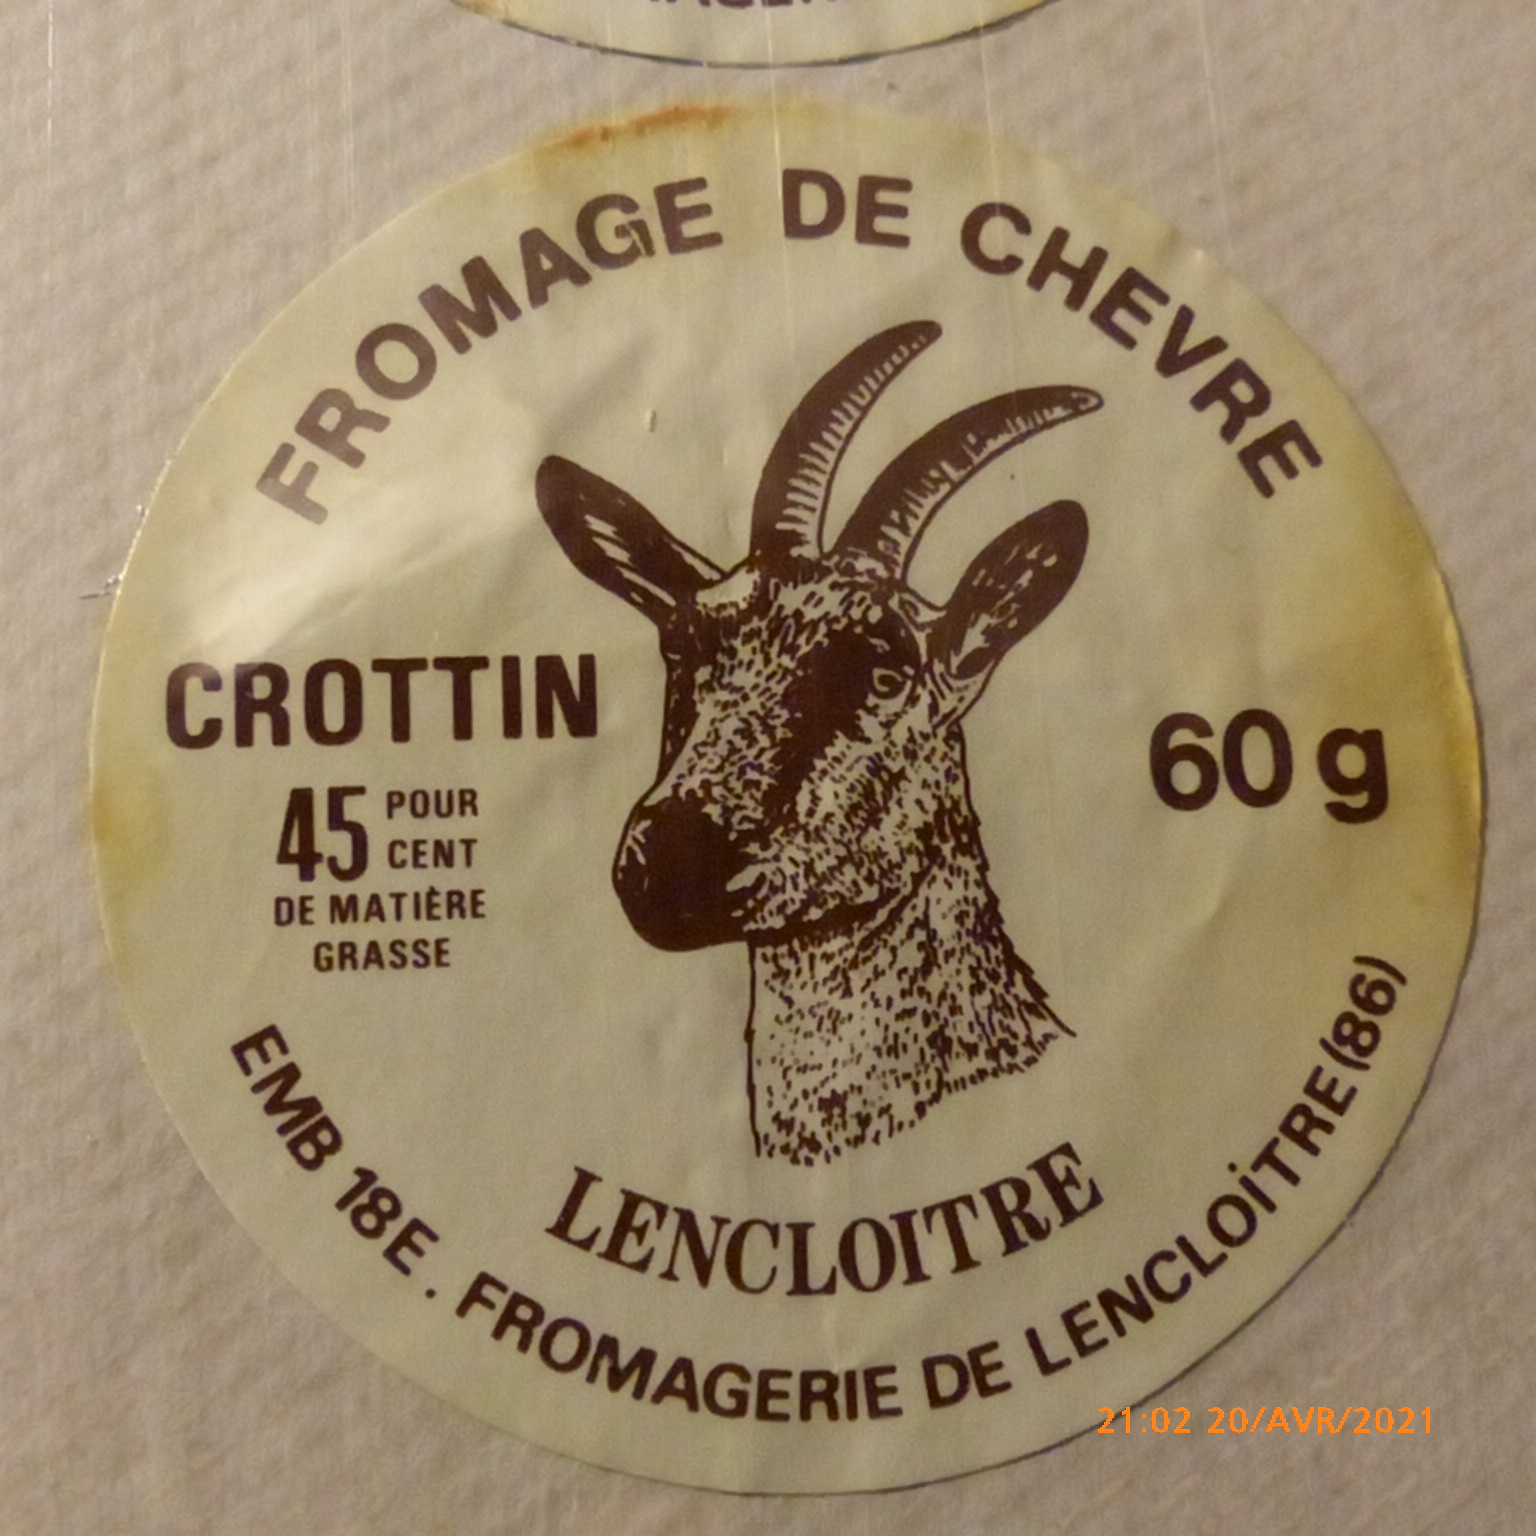 FROMAGE DE CHEVRE
CROTTIN
45 POUR CENT
DE MATIÈRE
GRASSE
60 g
LENCLOITRE
EMB 18E. FROMAGERIE DE LENCLOÎTRE (86)
21:02 20/AVR/2021